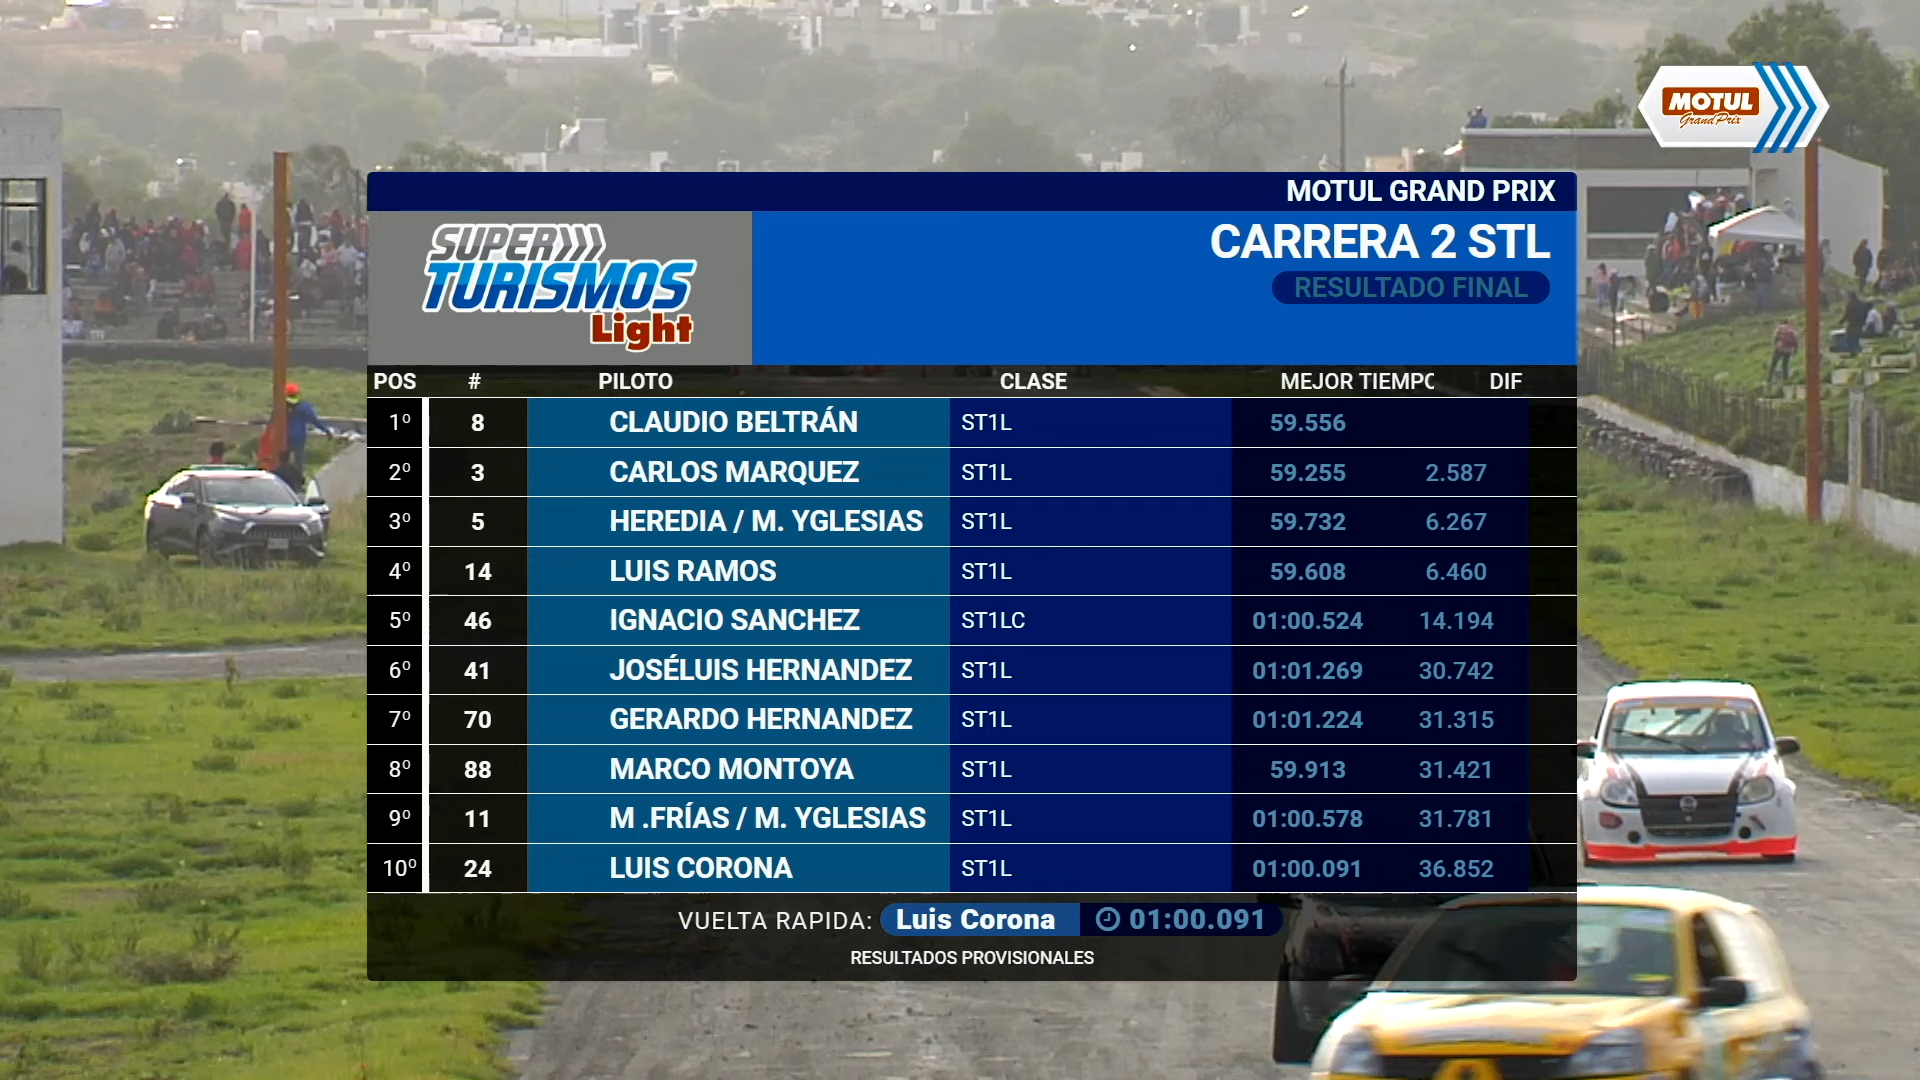 MOTUL
Grand Prix
MOTUL GRAND PRIX
SUPER
TURISMOS
Light
CARRERA 2 STL
RESULTADO FINAL
POS # PILOTO CLASE MEJOR TIEMPO DIF
1º 8 CLAUDIO BELTRÁN ST1L 59.556
2º 3 CARLOS MARQUEZ ST1L 59.255 2.587
3º 5 HEREDIA / M. YGLESIAS ST1L 59.732 6.267
4º 14 LUIS RAMOS ST1L 59.608 6.460
5º 46 IGNACIO SANCHEZ ST1LC 01:00.524 14.194
6º 41 JOSÉLUIS HERNANDEZ ST1L 01:01.269 30.742
7º 70 GERARDO HERNANDEZ ST1L 01:01.224 31.315
8º 88 MARCO MONTOYA ST1L 59.913 31.421
9º 11 M .FRÍAS / M. YGLESIAS ST1L 01:00.578 31.781
10º 24 LUIS CORONA ST1L 01:00.091 36.852
VUELTA RAPIDA: Luis Corona 01:00.091
RESULTADOS PROVISIONALES